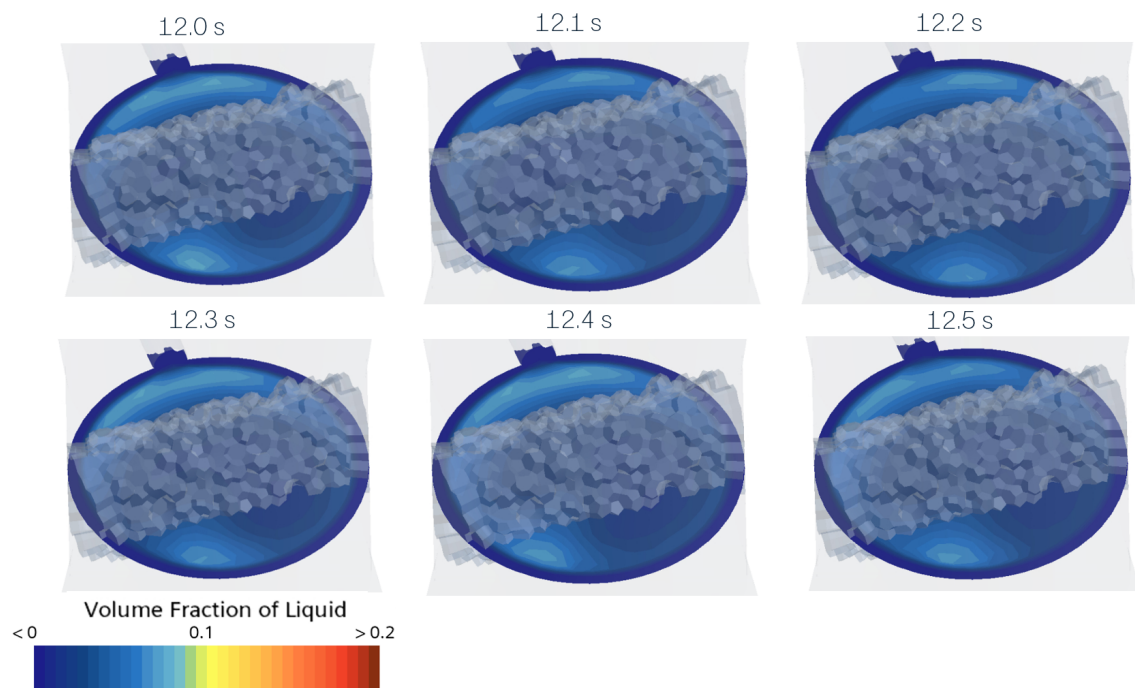 12.0 s
12.1 s
12.2 s
12.3 s
12.4 s
12.5 s
Volume Fraction of Liquid
< 0
0.1
> 0.2